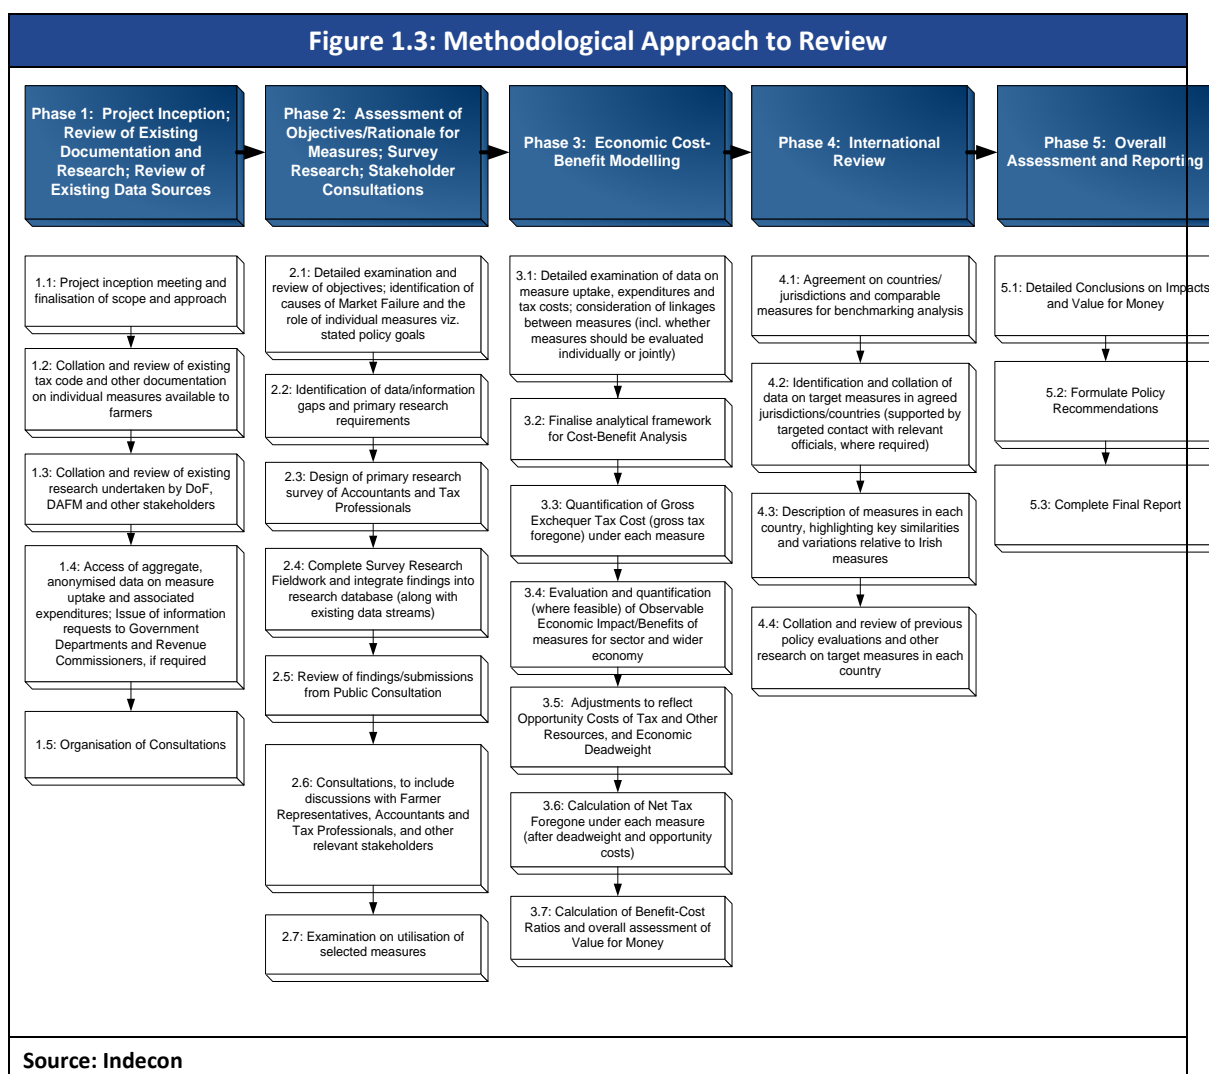 Figure 1.3: Methodological Approach to Review
Phase 1: Project Inception;
Review of Existing
Documentation and
Research; Review of
Existing Data Sources
Phase 2: Assessment of
Objectives/Rationale for
Measures; Survey
Research; Stakeholder
Consultations
Phase 3: Economic Cost-
Benefit Modelling
Phase 4: International
Review
Phase 5: Overall
Assessment and Reporting
1.1: Project inception meeting and
finalisation of scope and approach
1.2: Collation and review of existing
tax code and other documentation
on individual measures available to
farmers
1.3: Collation and review of existing
research undertaken by DoF,
DAFM and other stakeholders
1.4: Access of aggregate,
anonymised data on measure
uptake and associated
expenditures; Issue of information
requests to Government
Departments and Revenue
Commissioners, if required
1.5: Organisation of Consultations
2.1: Detailed examination and
review of objectives; identification of
causes of Market Failure and the
role of individual measures viz.
stated policy goals
2.2: Identification of data/information
gaps and primary research
requirements
2.3: Design of primary research
survey of Accountants and Tax
Professionals
2.4: Complete Survey Research
Fieldwork and integrate findings into
research database (along with
existing data streams)
2.5: Review of findings/submissions
from Public Consultation
2.6: Consultations, to include
discussions with Farmer
Representatives, Accountants and
Tax Professionals, and other
relevant stakeholders
2.7: Examination on utilisation of
selected measures
3.1: Detailed examination of data on
measure uptake, expenditures and
tax costs; consideration of linkages
between measures (incl. whether
measures should be evaluated
individually or jointly)
3.2: Finalise analytical framework
for Cost-Benefit Analysis
3.3: Quantification of Gross
Exchequer Tax Cost (gross tax
foregone) under each measure
3.4: Evaluation and quantification
(where feasible) of Observable
Economic Impact/Benefits of
measures for sector and wider
economy
3.5: Adjustments to reflect
Opportunity Costs of Tax and Other
Resources, and Economic
Deadweight
3.6: Calculation of Net Tax
Foregone under each measure
(after deadweight and opportunity
costs)
3.7: Calculation of Benefit-Cost
Ratios and overall assessment of
Value for Money
4.1: Agreement on countries/
jurisdictions and comparable
measures for benchmarking analysis
4.2: Identification and collation of
data on target measures in agreed
jurisdictions/countries (supported by
targeted contact with relevant
officials, where required)
4.3: Description of measures in each
country, highlighting key similarities
and variations relative to Irish
measures
4.4: Collation and review of previous
policy evaluations and other
research on target measures in each
country
5.1: Detailed Conclusions on Impacts
and Value for Money
5.2: Formulate Policy
Recommendations
5.3: Complete Final Report
Source: Indecon